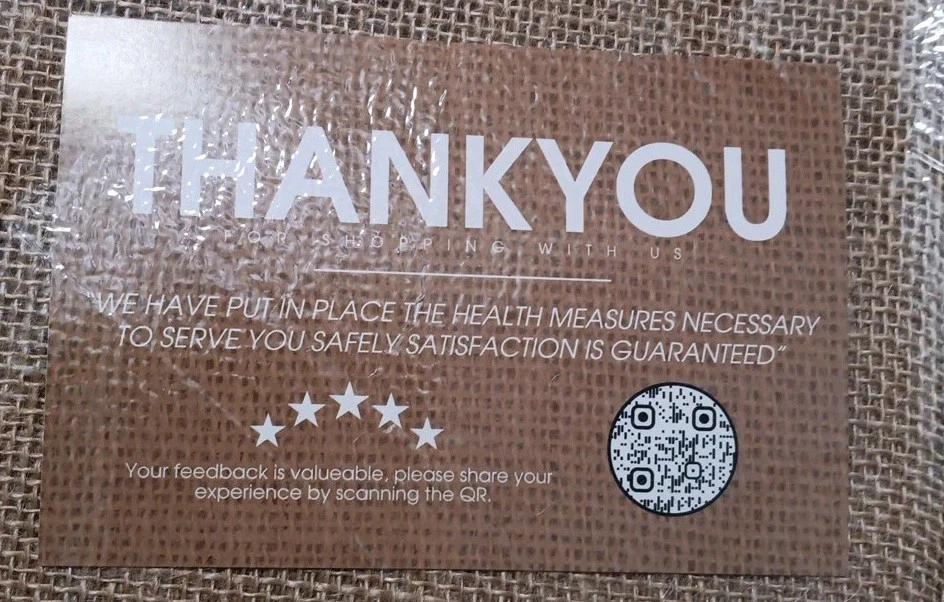 THANKYOU
FOR SHOPPING WITH US
"WE HAVE PUT IN PLACE THE HEALTH MEASURES NECESSARY
TO SERVE YOU SAFELY SATISFACTION IS GUARANTEED"
Your feedback is valueable, please share your
experience by scanning the QR.